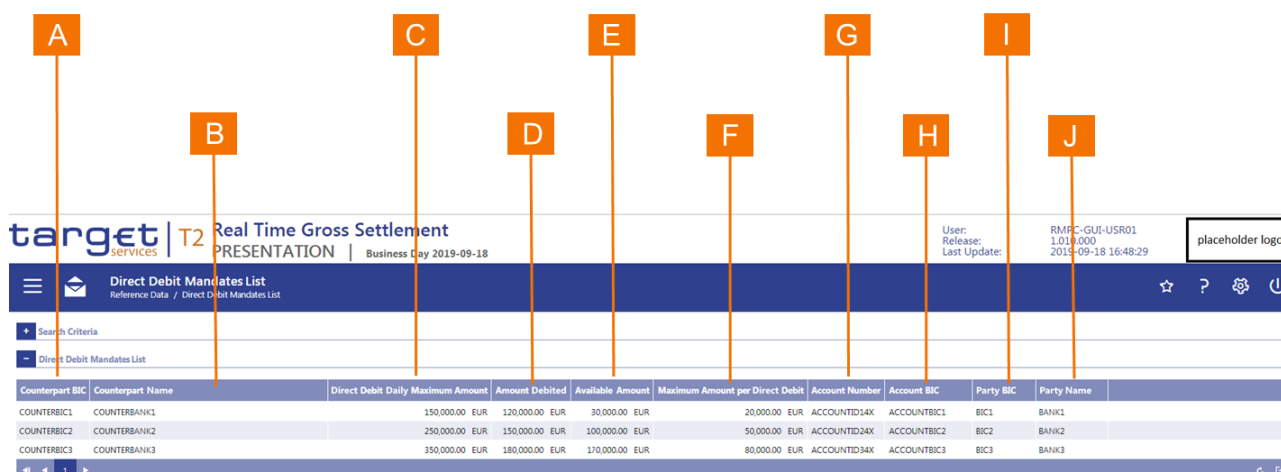 A C E G I
B D F H J
target services | T2 Real Time Gross Settlement
PRESENTATION | Business Day 2019-09-18
User: RMPC-GUI-USR01
Release: 1.010.000
Last Update: 2019-09-18 16:48:29
placeholder logo
Direct Debit Mandates List
Reference Data / Direct Debit Mandates List
?
+ Search Criteria
− Direct Debit Mandates List
Counterpart BIC Counterpart Name Direct Debit Daily Maximum Amount Amount Debited Available Amount Maximum Amount per Direct Debit Account Number Account BIC Party BIC Party Name
COUNTERBIC1 COUNTERBANK1 150,000.00 EUR 120,000.00 EUR 30,000.00 EUR 20,000.00 EUR ACCOUNTID14X ACCOUNTBIC1 BIC1 BANK1
COUNTERBIC2 COUNTERBANK2 250,000.00 EUR 150,000.00 EUR 100,000.00 EUR 50,000.00 EUR ACCOUNTID24X ACCOUNTBIC2 BIC2 BANK2
COUNTERBIC3 COUNTERBANK3 350,000.00 EUR 180,000.00 EUR 170,000.00 EUR 80,000.00 EUR ACCOUNTID34X ACCOUNTBIC3 BIC3 BANK3
1